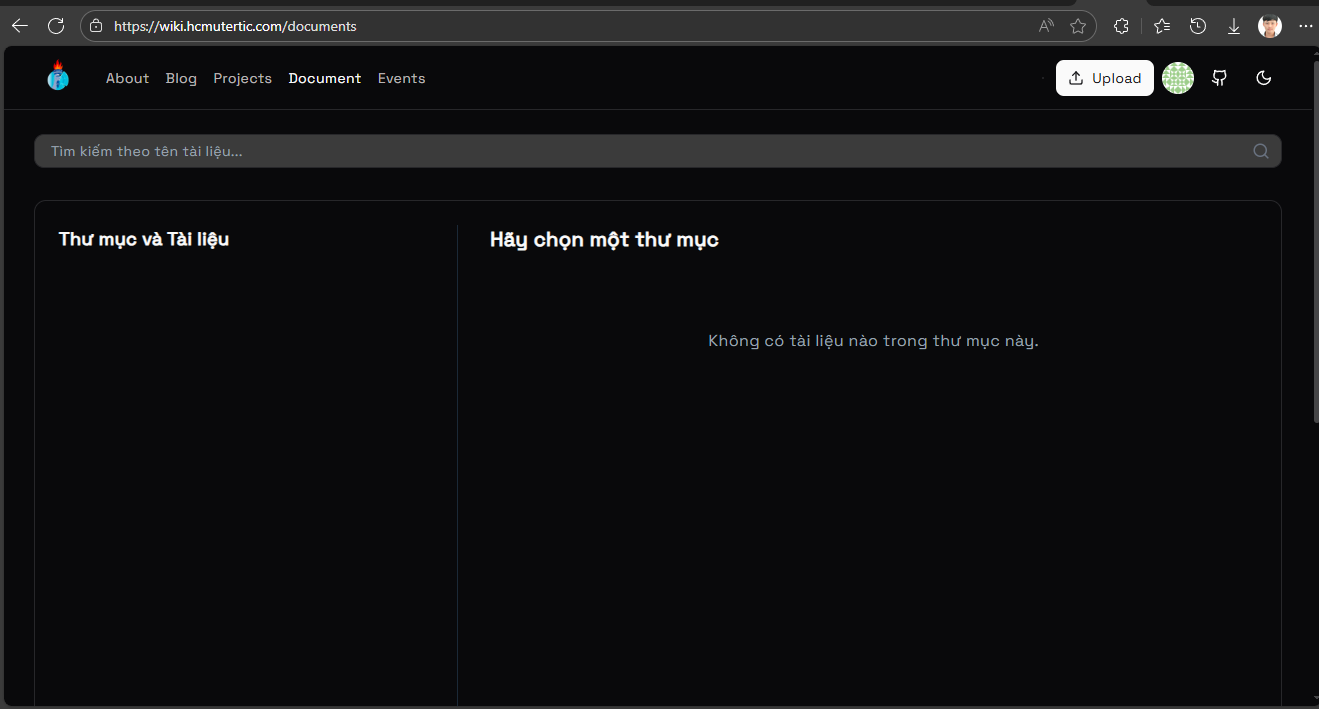 https://wiki.hcmutertic.com/documents
About Blog Projects Document Events Upload
Tìm kiếm theo tên tài liệu...
Thư mục và Tài liệu
Hãy chọn một thư mục
Không có tài liệu nào trong thư mục này.